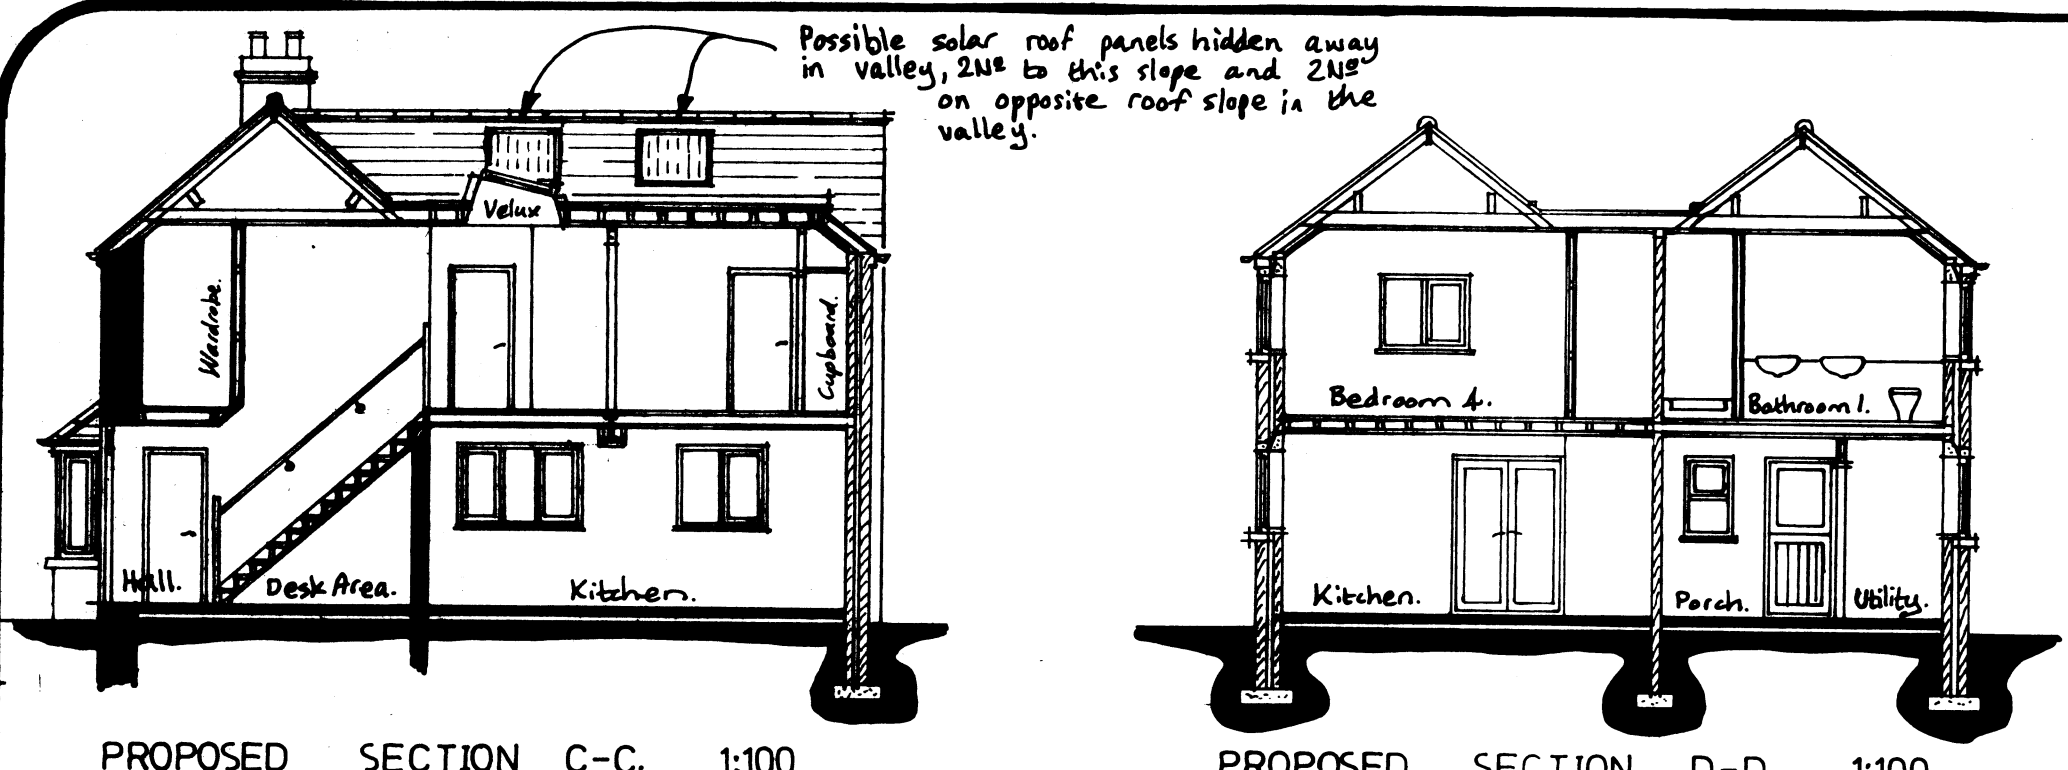 Possible solar roof panels hidden away
in valley, 2Nº to this slope and 2Nº
on opposite roof slope in the
valley.
Velux
Wardrobe.
Cupboard.
Hall.
Desk Area.
Kitchen.
PROPOSED SECTION C-C. 1:100
Bedroom 4.
Bathroom 1.
Kitchen.
Porch.
Utility.
PROPOSED SECTION D-D 1:100